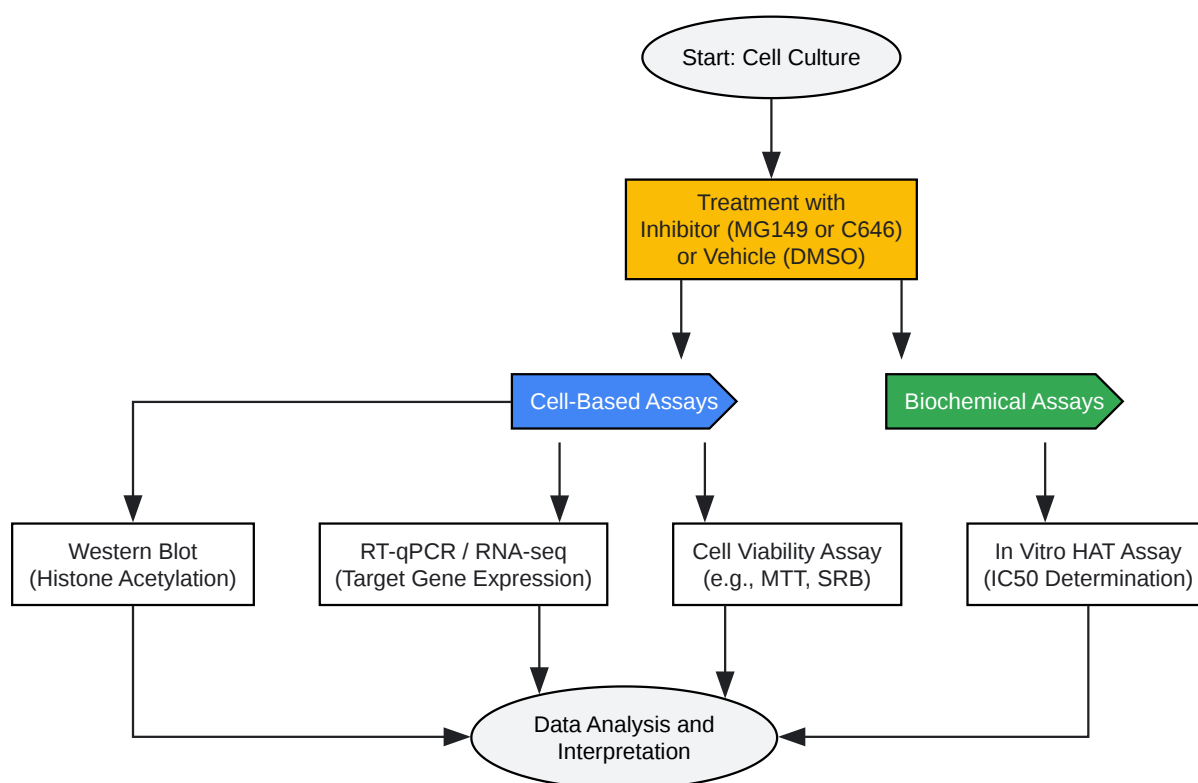 Start: Cell Culture
Treatment with
Inhibitor (MG149 or C646)
or Vehicle (DMSO)
Cell-Based Assays
Biochemical Assays
Western Blot
(Histone Acetylation)
RT-qPCR / RNA-seq
(Target Gene Expression)
Cell Viability Assay
(e.g., MTT, SRB)
In Vitro HAT Assay
(IC50 Determination)
Data Analysis and
Interpretation